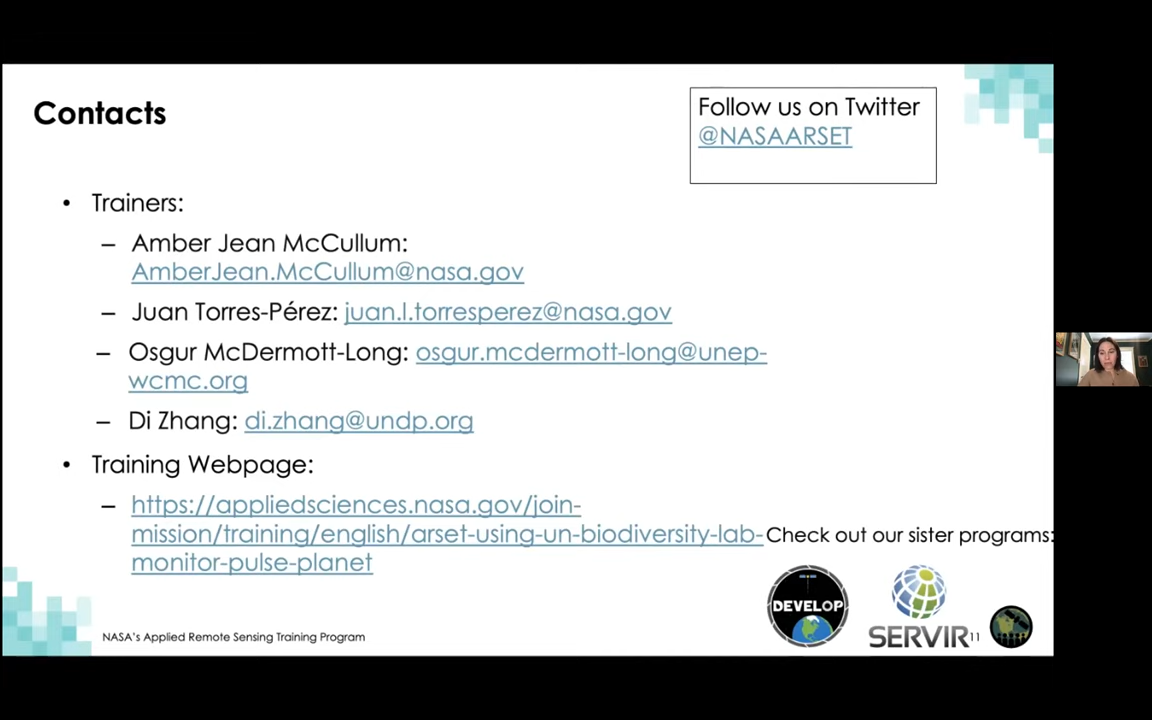 Contacts
Follow us on Twitter
@NASAARSET
• Trainers:
– Amber Jean McCullum:
AmberJean.McCullum@nasa.gov
– Juan Torres-Pérez: juan.l.torresperez@nasa.gov
– Osgur McDermott-Long: osgur.mcdermott-long@unep-
wcmc.org
– Di Zhang: di.zhang@undp.org
• Training Webpage:
– https://appliedsciences.nasa.gov/join-
mission/training/english/arset-using-un-biodiversity-lab-
monitor-pulse-planet
Check out our sister programs:
DEVELOP
SERVIR
NASA's Applied Remote Sensing Training Program
11